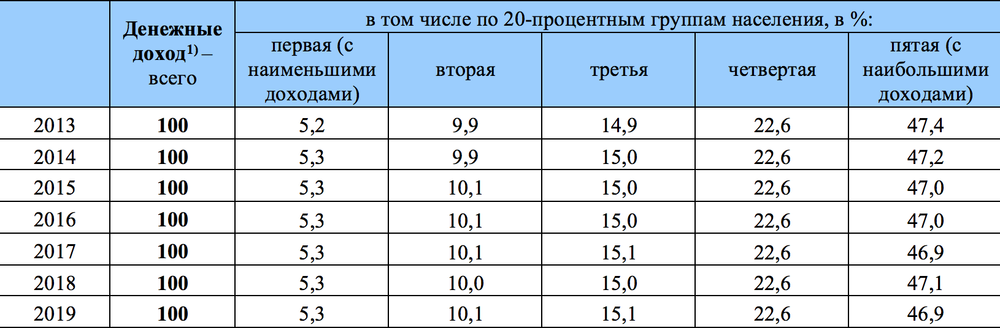 Денежные доход1) – всего
в том числе по 20-процентным группам населения, в %:
первая (с наименьшими доходами)
вторая
третья
четвертая
пятая (с наибольшими доходами)
2013 100 5,2 9,9 14,9 22,6 47,4
2014 100 5,3 9,9 15,0 22,6 47,2
2015 100 5,3 10,1 15,0 22,6 47,0
2016 100 5,3 10,1 15,0 22,6 47,0
2017 100 5,3 10,1 15,1 22,6 46,9
2018 100 5,3 10,0 15,0 22,6 47,1
2019 100 5,3 10,1 15,1 22,6 46,9